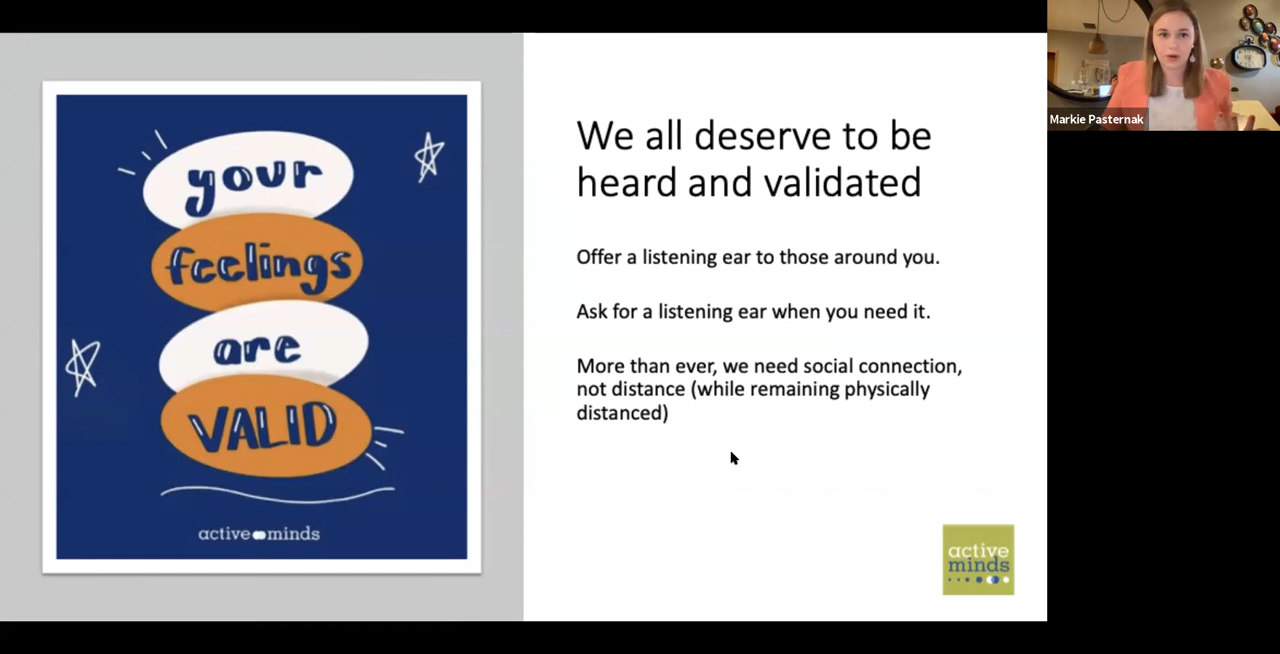 your
feelings
are
VALID
active minds
We all deserve to be
heard and validated
Offer a listening ear to those around you.
Ask for a listening ear when you need it.
More than ever, we need social connection,
not distance (while remaining physically
distanced)
active
minds
Markie Pasternak